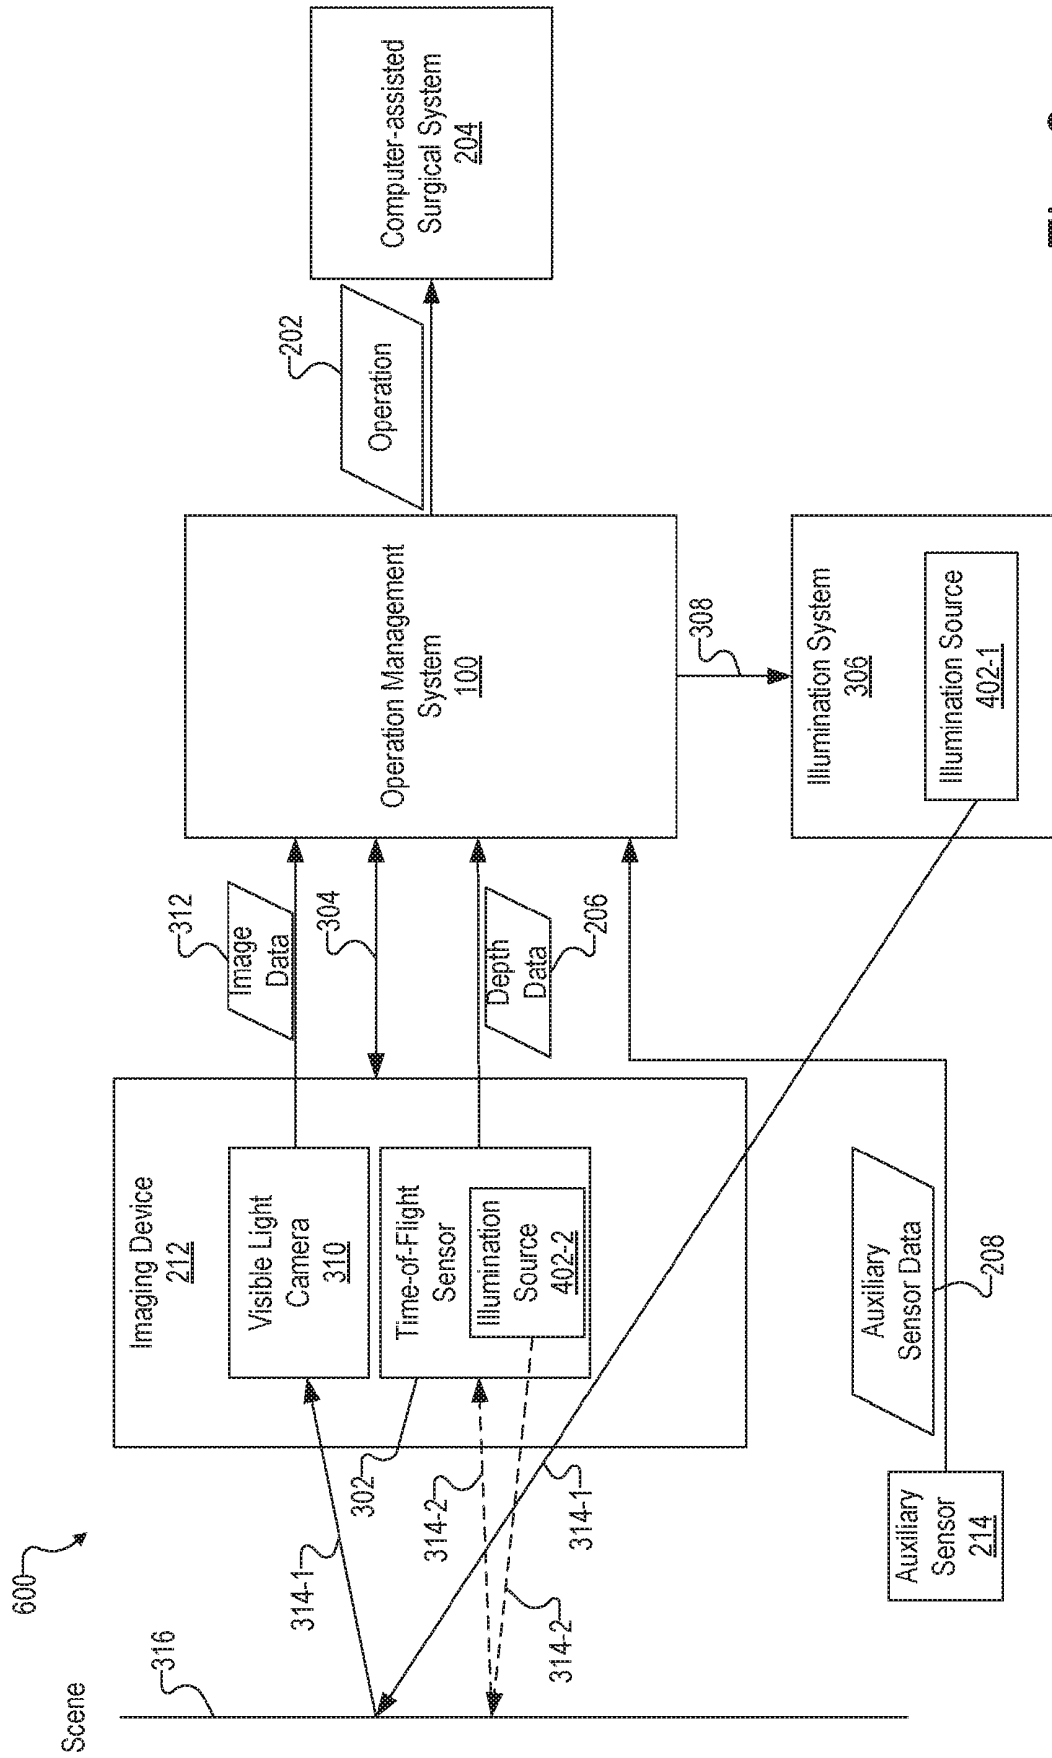 600
Scene
316
314-1
314-2
314-2
314-1
302
Imaging Device
212
Visible Light
Camera
310
Time-of-Flight
Sensor
Illumination
Source
402-2
Image
Data
312
304
Depth
Data
206
Auxiliary
Sensor
214
Auxiliary
Sensor Data
208
Operation Management
System
100
308
Illumination System
306
Illumination Source
402-1
Operation
202
Computer-assisted
Surgical System
204